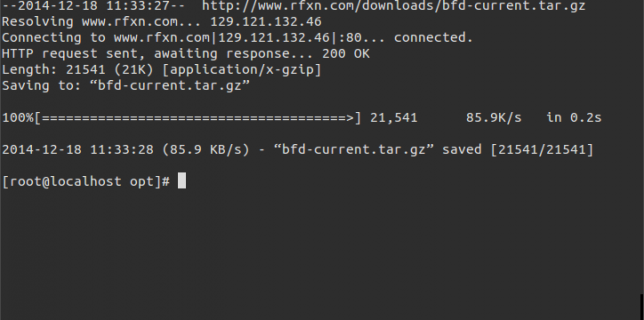 --2014-12-18 11:33:27--  http://www.rfxn.com/downloads/bfd-current.tar.gz
Resolving www.rfxn.com... 129.121.132.46
Connecting to www.rfxn.com|129.121.132.46|:80... connected.
HTTP request sent, awaiting response... 200 OK
Length: 21541 (21K) [application/x-gzip]
Saving to: “bfd-current.tar.gz”
100%[======================================>] 21,541      85.9K/s   in 0.2s
2014-12-18 11:33:28 (85.9 KB/s) - “bfd-current.tar.gz” saved [21541/21541]
[root@localhost opt]#